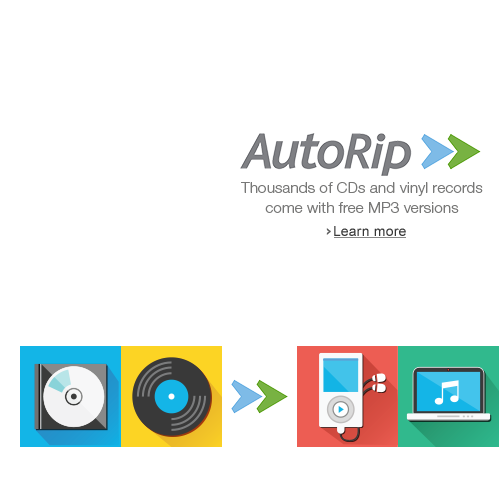 AutoRip
Thousands of CDs and vinyl records
come with free MP3 versions
› Learn more